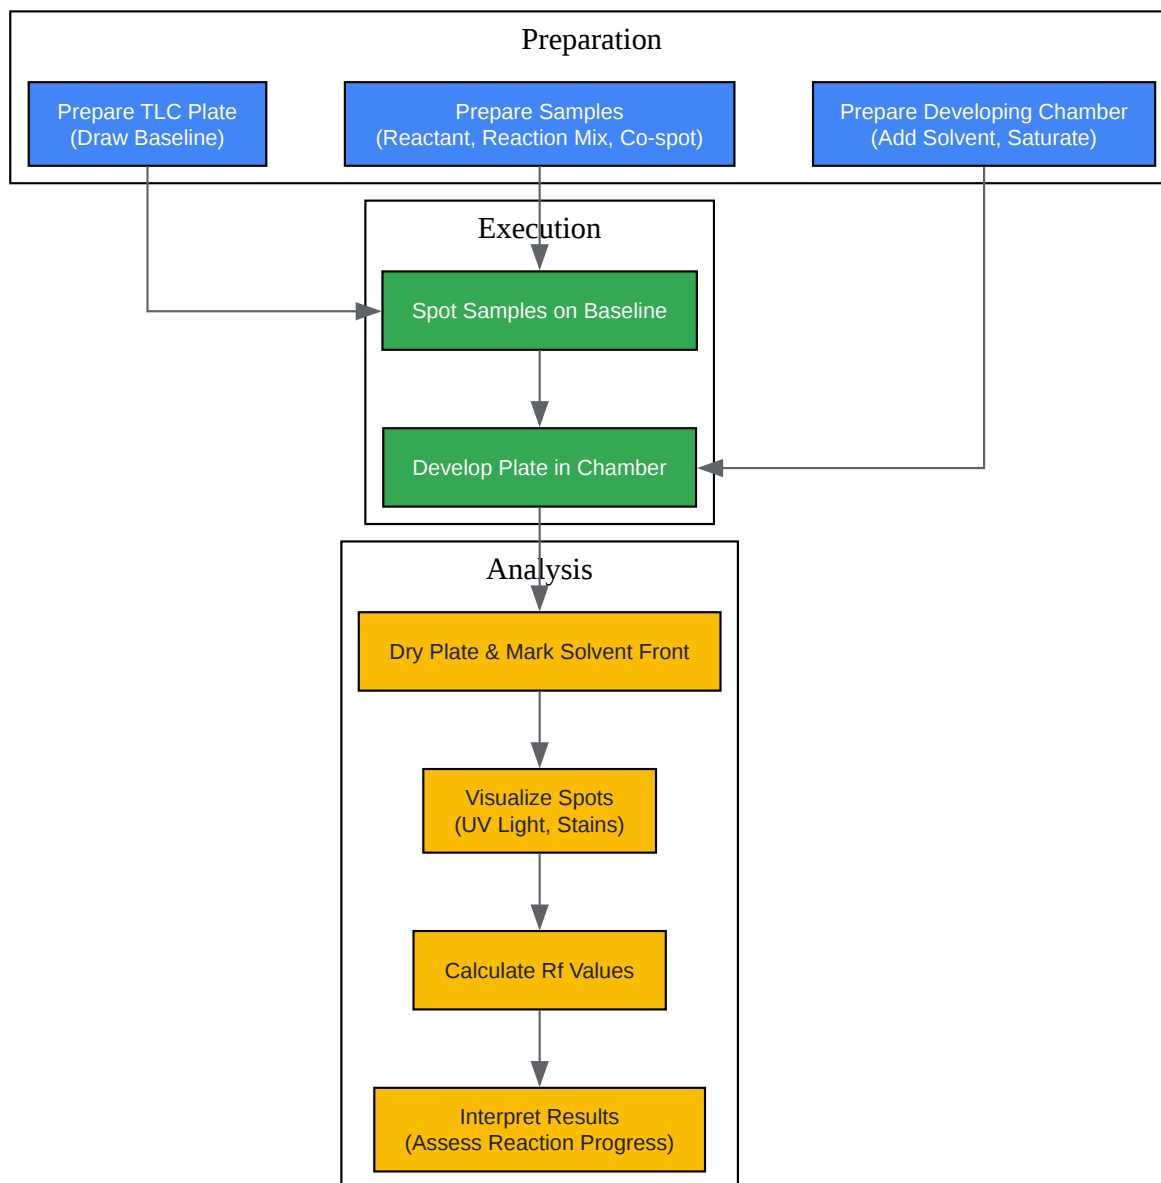 Preparation
Prepare TLC Plate
(Draw Baseline)
Prepare Samples
(Reactant, Reaction Mix, Co-spot)
Prepare Developing Chamber
(Add Solvent, Saturate)
Execution
Spot Samples on Baseline
Develop Plate in Chamber
Analysis
Dry Plate & Mark Solvent Front
Visualize Spots
(UV Light, Stains)
Calculate Rf Values
Interpret Results
(Assess Reaction Progress)